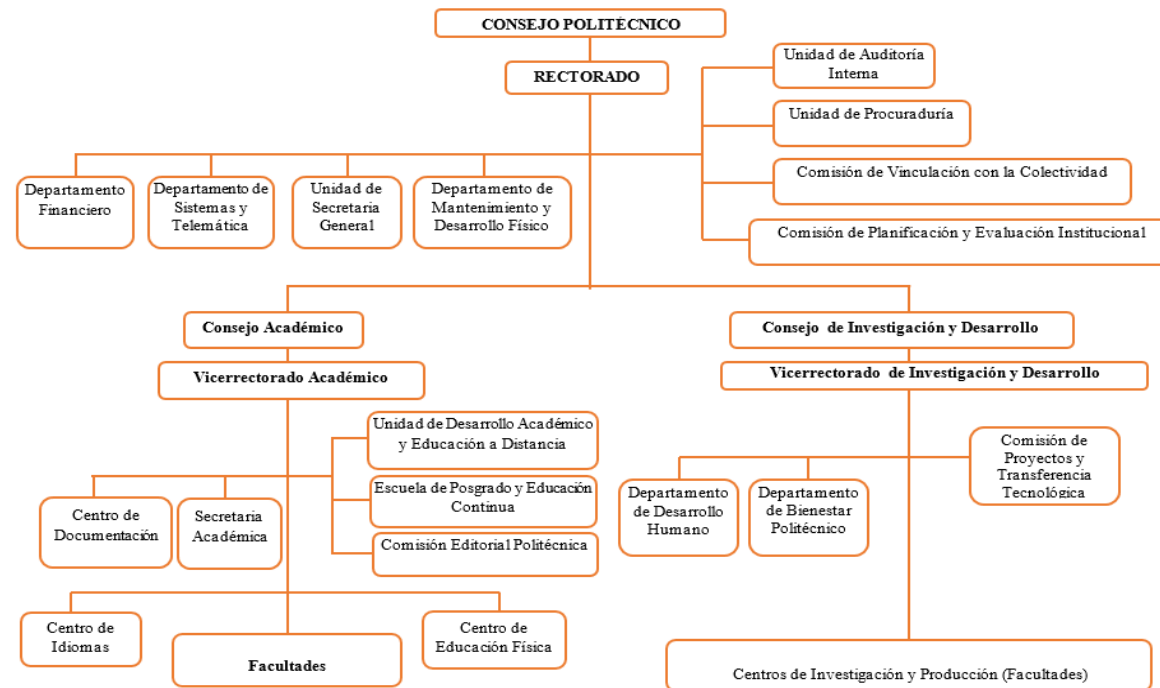 CONSEJO POLITÉCNICO
RECTORADO
Unidad de Auditoría
Interna
Unidad de Procuraduría
Comisión de Vinculación con la Colectividad
Comisión de Planificación y Evaluación Institucional
Departamento
Financiero
Departamento de
Sistemas y
Telemática
Unidad de
Secretaria
General
Departamento de
Mantenimiento y
Desarrollo Físico
Consejo Académico
Vicerrectorado Académico
Consejo de Investigación y Desarrollo
Vicerrectorado de Investigación y Desarrollo
Unidad de Desarrollo Académico
y Educación a Distancia
Escuela de Posgrado y Educación
Continua
Comisión Editorial Politécnica
Centro de
Documentación
Secretaria
Académica
Comisión de
Proyectos y
Transferencia
Tecnológica
Departamento
de Desarrollo
Humano
Departamento
de Bienestar
Politécnico
Centro de
Idiomas
Facultades
Centro de
Educación Física
Centros de Investigación y Producción (Facultades)